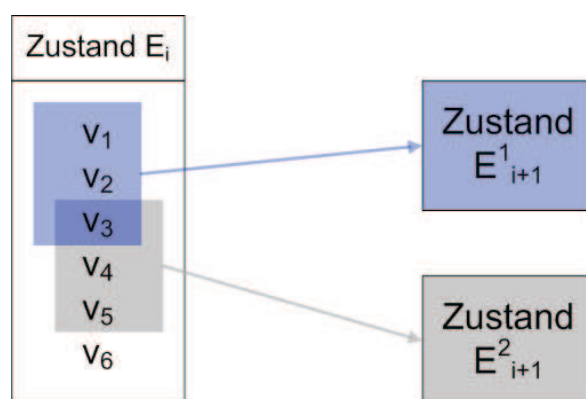 Zustand Eᵢ
v₁
v₂
v₃
v₄
v₅
v₆
Zustand
E¹ᵢ₊₁
Zustand
E²ᵢ₊₁